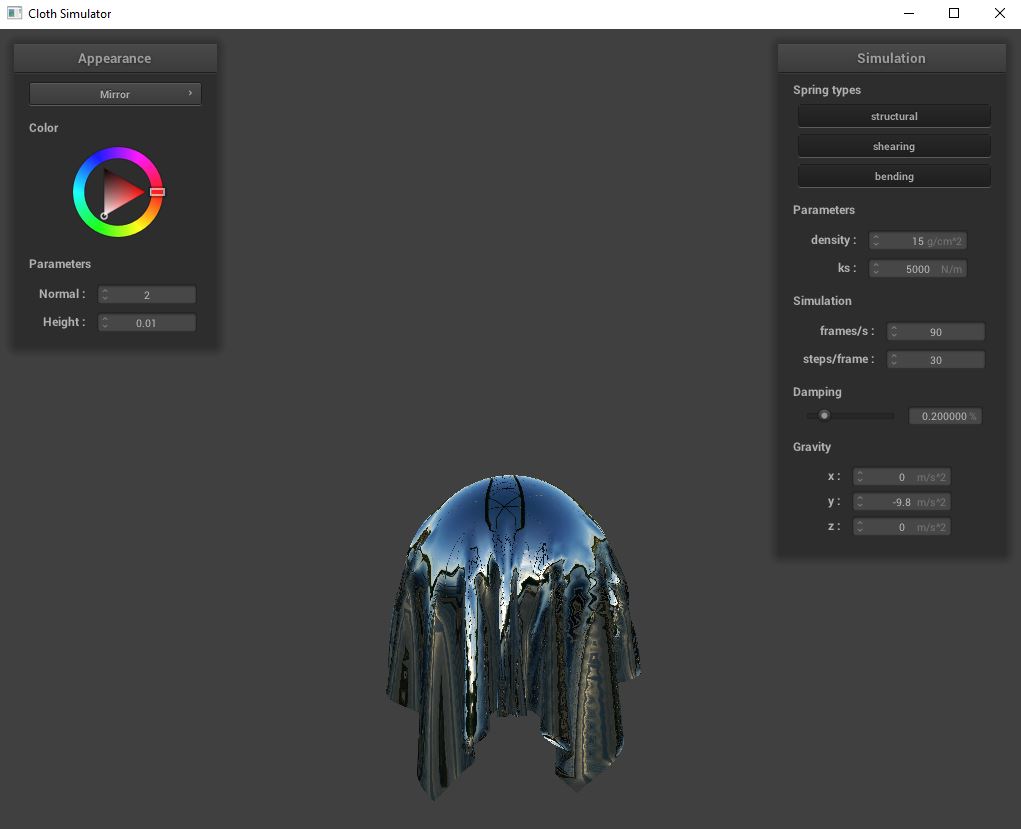 Cloth Simulator
Appearance
Mirror
Color
Parameters
Normal : 2
Height : 0.01
Simulation
Spring types
structural
shearing
bending
Parameters
density : 15 g/cm^2
ks : 5000 N/m
Simulation
frames/s : 90
steps/frame : 30
Damping
0.200000 %
Gravity
x : 0 m/s^2
y : -9.8 m/s^2
z : 0 m/s^2